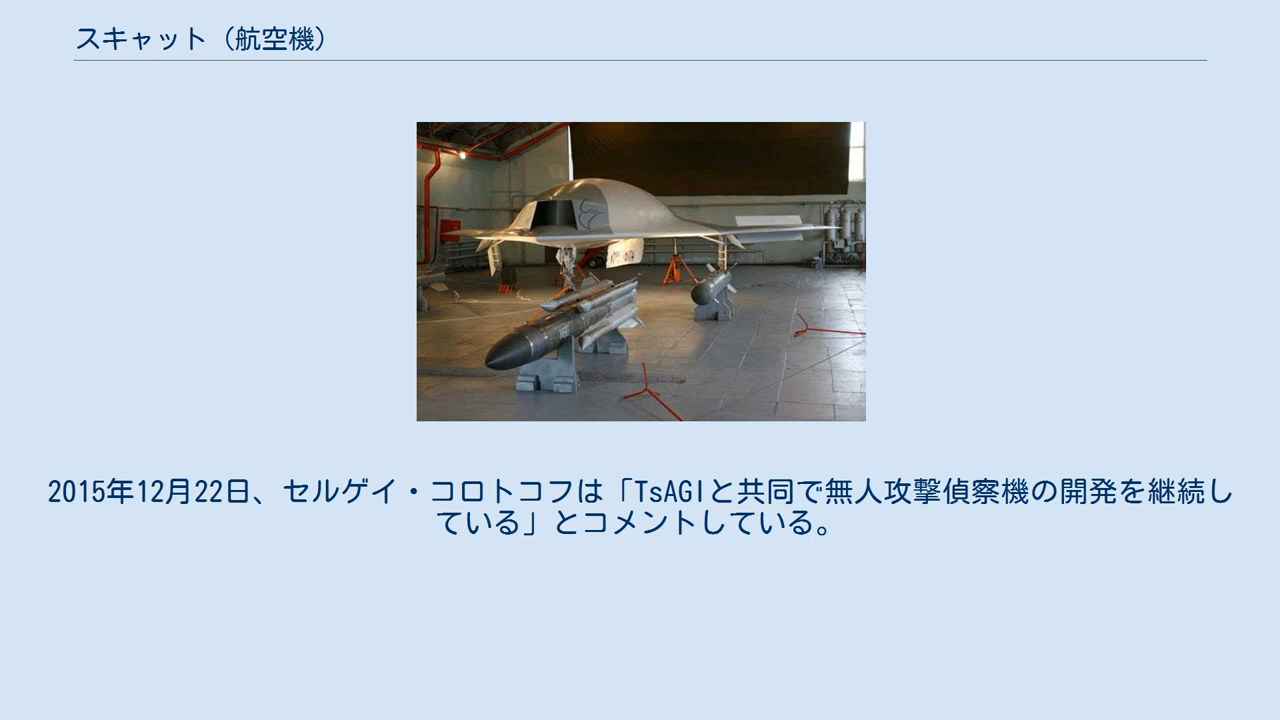 スキャット（航空機）
2015年12月22日、セルゲイ・コロトコフは「TsAGIと共同で無人攻撃偵察機の開発を継続し
ている」とコメントしている。